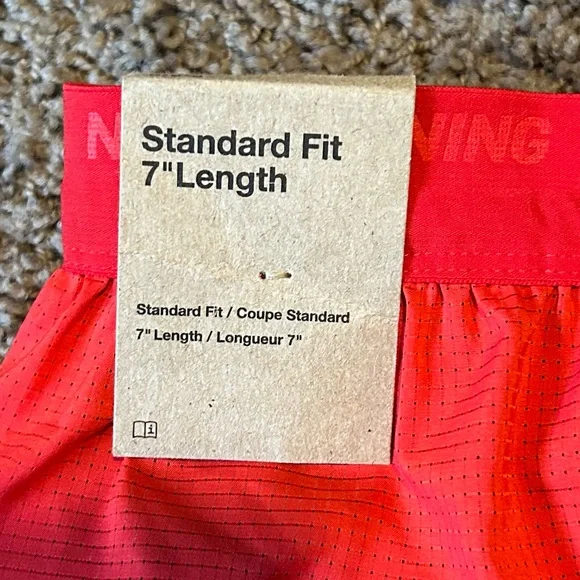 Standard Fit
7"Length
Standard Fit / Coupe Standard
7" Length / Longueur 7"